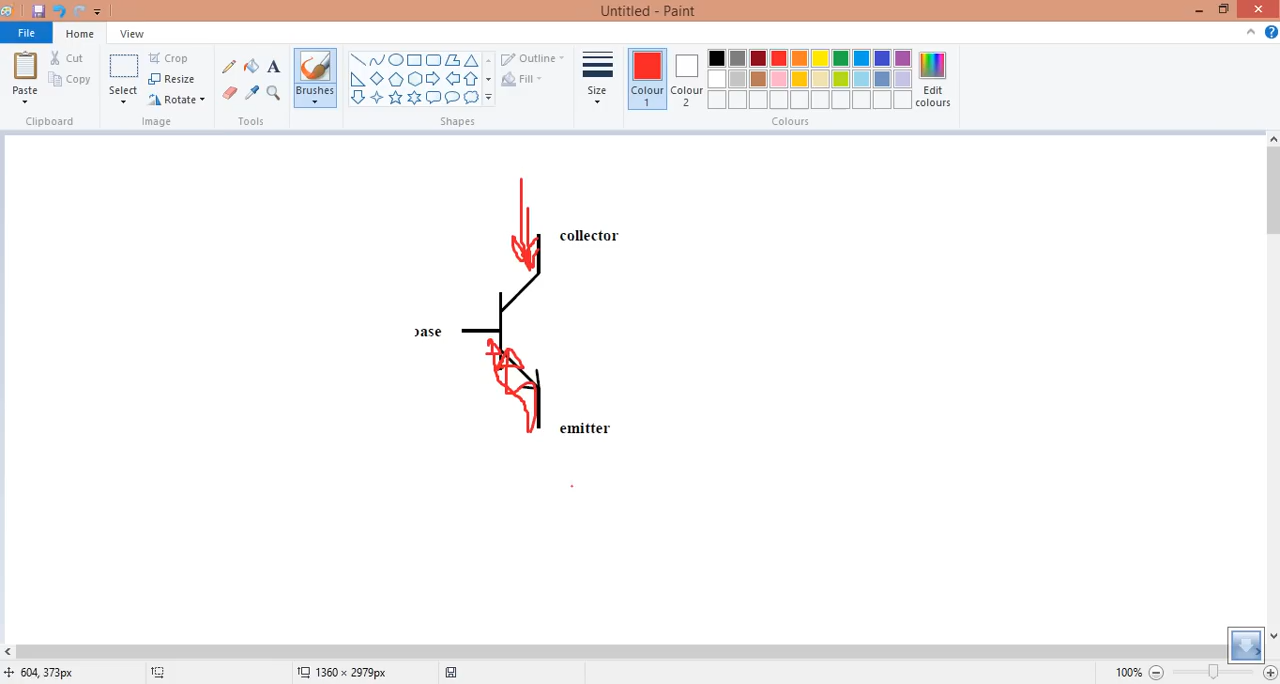 Untitled - Paint
File
Home
View
Paste
Cut
Copy
Clipboard
Select
Crop
Resize
Rotate
Image
A
Tools
Brushes
Shapes
Outline
Fill
Size
Colour 1
Colour 2
Edit colours
Colours
collector
ase
emitter
604, 373px
1360 × 2979px
100%